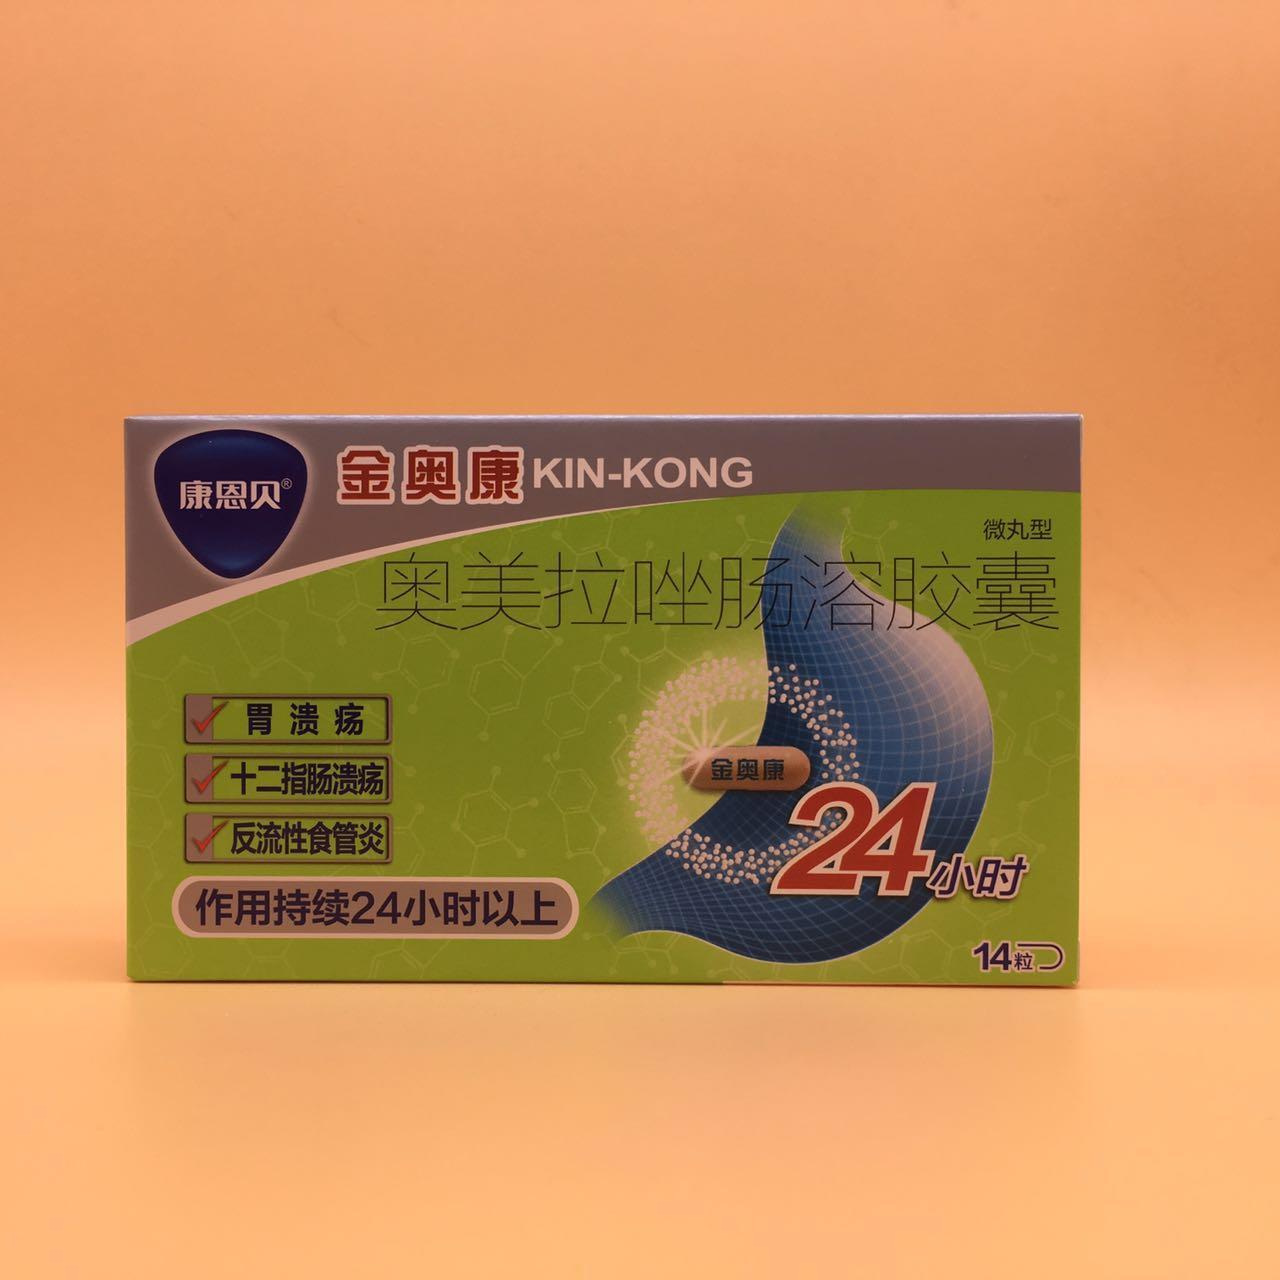 康恩贝®
金奥康 KIN-KONG
微丸型
奥美拉唑肠溶胶囊
胃溃疡
十二指肠溃疡
反流性食管炎
作用持续24小时以上
金奥康
24小时
14粒